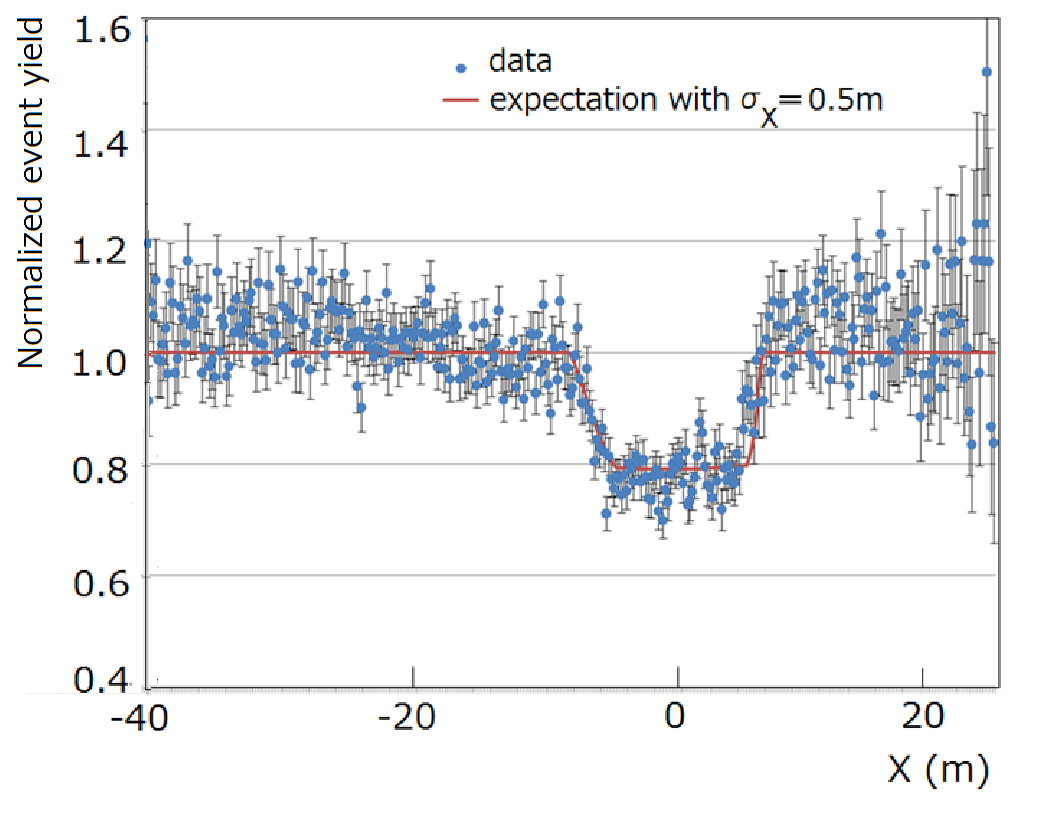 Normalized event yield
1.6
1.4
1.2
1.0
0.8
0.6
0.4
data
expectation with σX=0.5m
-40 -20 0 20
X (m)